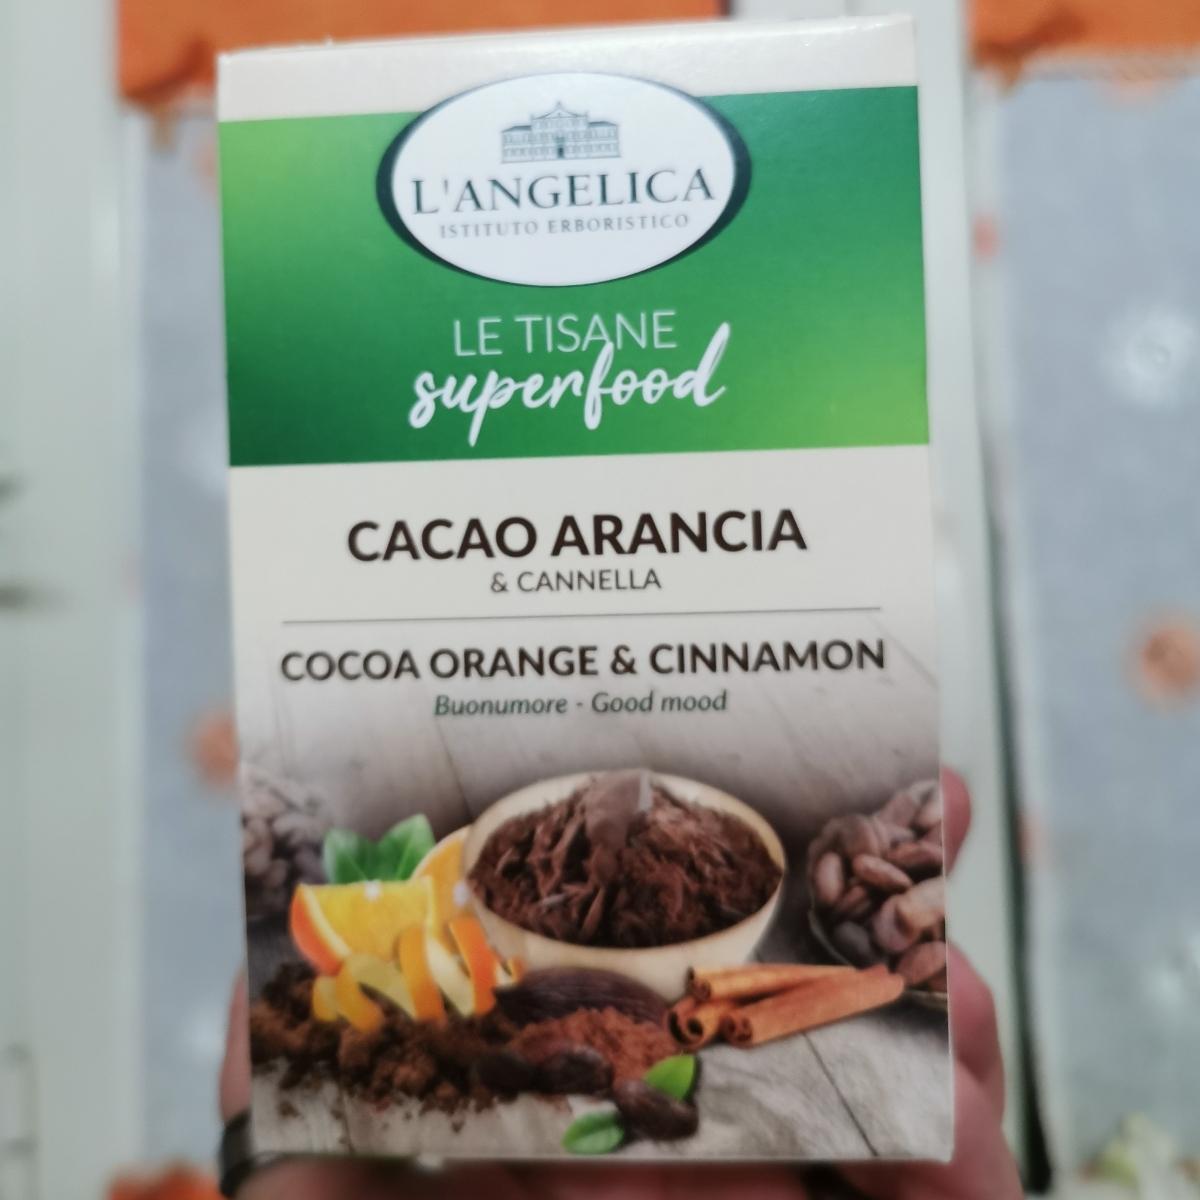 L'ANGELICA
ISTITUTO ERBORISTICO
LE TISANE
superfood
CACAO ARANCIA
& CANNELLA
COCOA ORANGE & CINNAMON
Buonumore - Good mood